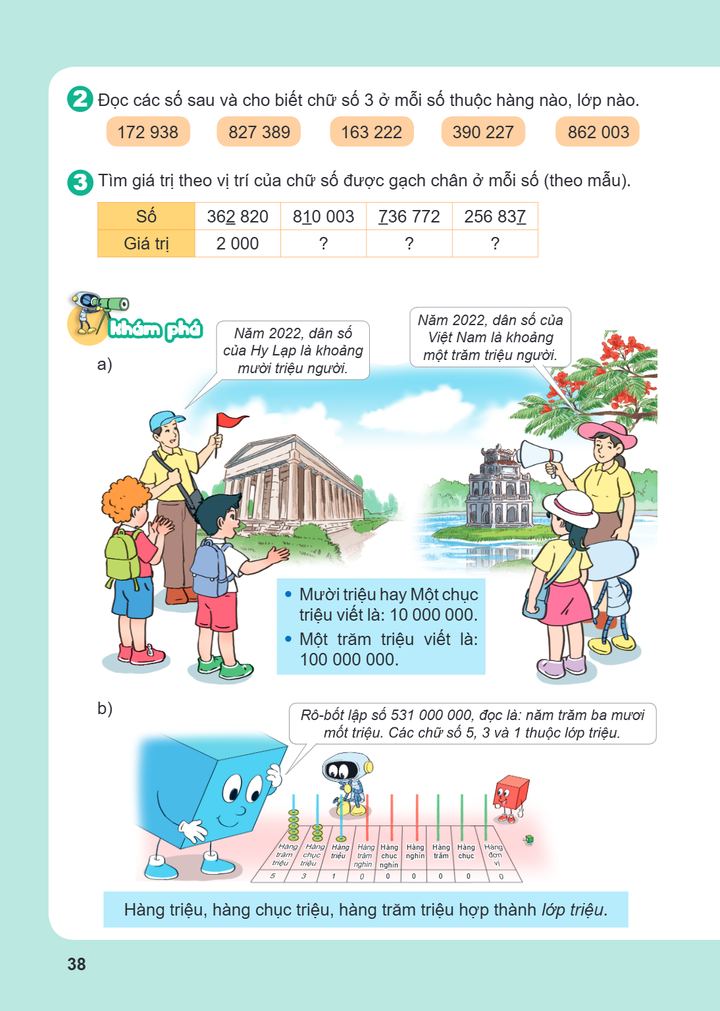 2 Đọc các số sau và cho biết chữ số 3 ở mỗi số thuộc hàng nào, lớp nào.
172 938 827 389 163 222 390 227 862 003
3 Tìm giá trị theo vị trí của chữ số được gạch chân ở mỗi số (theo mẫu).
Số 362 820 810 003 736 772 256 837
Giá trị 2 000 ? ? ?
khám phá
a)
Năm 2022, dân số
của Hy Lạp là khoảng
mười triệu người.
Năm 2022, dân số của
Việt Nam là khoảng
một trăm triệu người.
• Mười triệu hay Một chục
triệu viết là: 10 000 000.
• Một trăm triệu viết là:
100 000 000.
b)
Rô-bốt lập số 531 000 000, đọc là: năm trăm ba mươi
mốt triệu. Các chữ số 5, 3 và 1 thuộc lớp triệu.
Hàng trăm triệu Hàng chục triệu Hàng triệu Hàng trăm nghìn Hàng chục nghìn Hàng nghìn Hàng trăm Hàng chục Hàng đơn vị
5 3 1 0 0 0 0 0 0
Hàng triệu, hàng chục triệu, hàng trăm triệu hợp thành lớp triệu.
38